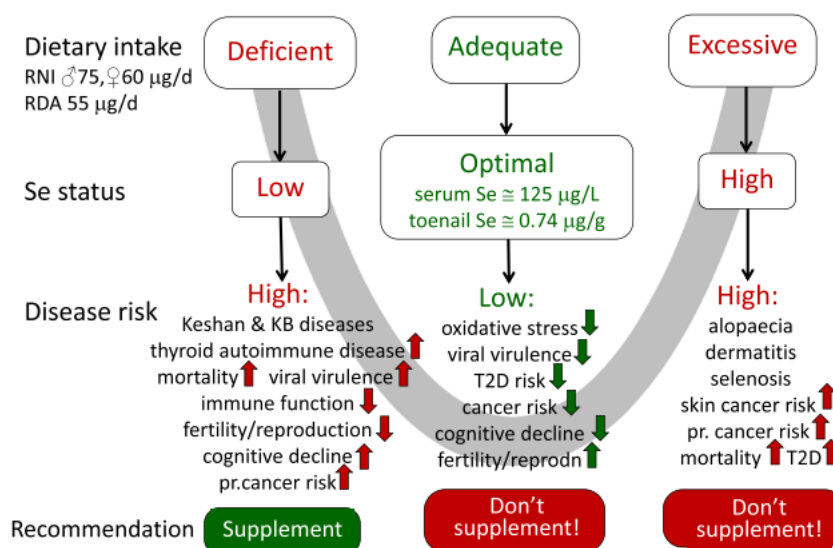 Dietary intake
RNI ♂75,♀60 µg/d
RDA 55 µg/d
Deficient
Adequate
Excessive
Se status
Low
Optimal
serum Se ≅ 125 µg/L
toenail Se ≅ 0.74 µg/g
High
Disease risk
High:
Keshan & KB diseases
thyroid autoimmune disease
mortality viral virulence
immune function
fertility/reproduction
cognitive decline
pr.cancer risk
Low:
oxidative stress
viral virulence
T2D risk
cancer risk
cognitive decline
fertility/reprodn
High:
alopaecia
dermatitis
selenosis
skin cancer risk
pr. cancer risk
mortality T2D
Recommendation
Supplement
Don't
supplement!
Don't
supplement!